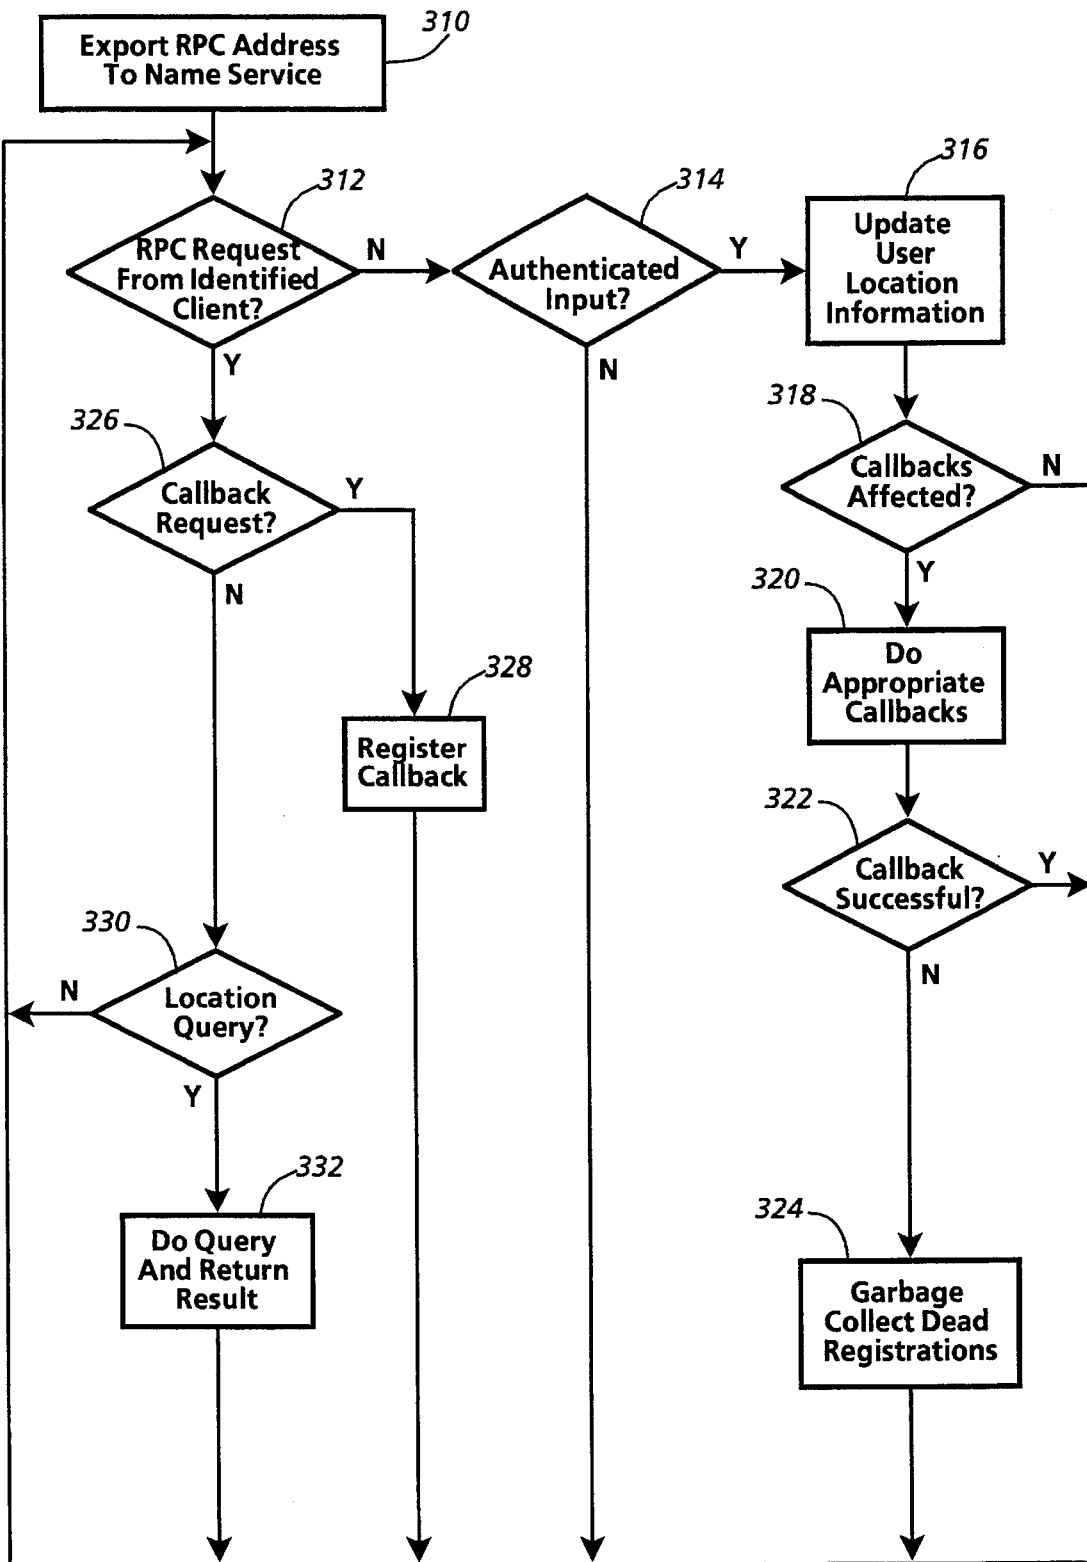 Export RPC Address
To Name Service
310
312
RPC Request
From Identified
Client?
N
Y
314
Authenticated
Input?
Y
N
316
Update
User
Location
Information
318
Callbacks
Affected?
N
Y
326
Callback
Request?
Y
N
320
Do
Appropriate
Callbacks
328
Register
Callback
322
Callback
Successful?
Y
N
330
Location
Query?
N
Y
332
Do Query
And Return
Result
324
Garbage
Collect Dead
Registrations